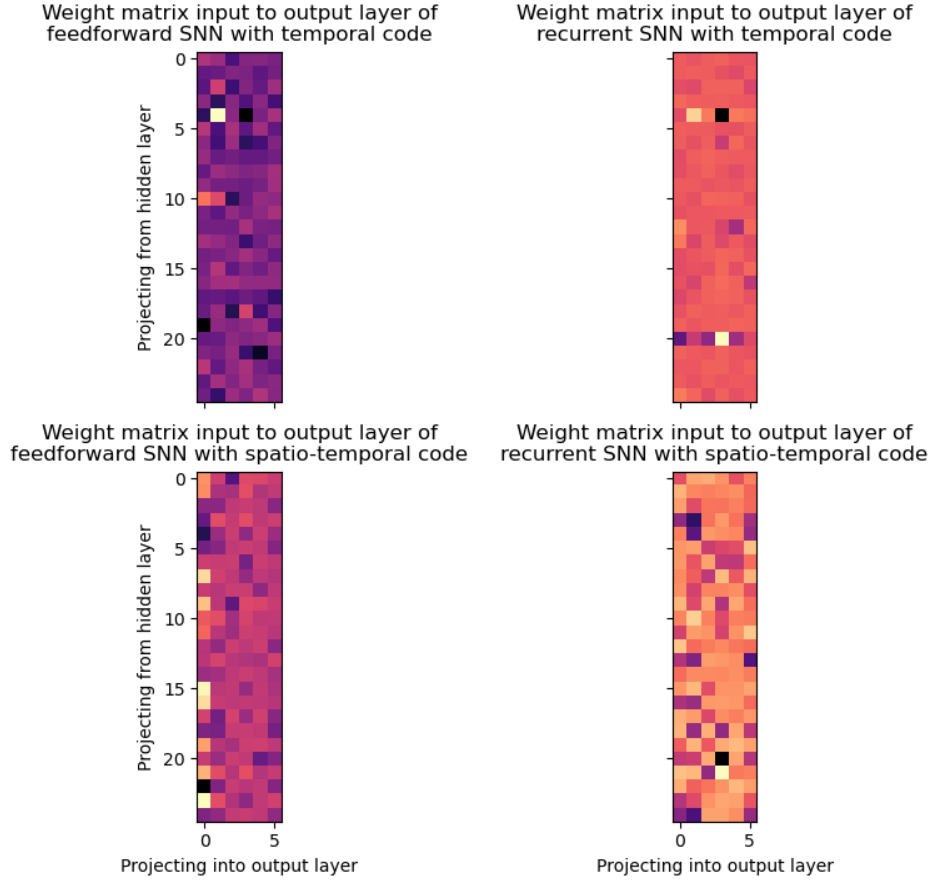 Weight matrix input to output layer of
feedforward SNN with temporal code
Weight matrix input to output layer of
recurrent SNN with temporal code
Projecting from hidden layer
0
5
10
15
20
Weight matrix input to output layer of
feedforward SNN with spatio-temporal code
Weight matrix input to output layer of
recurrent SNN with spatio-temporal code
Projecting from hidden layer
0
5
10
15
20
0 5
0 5
Projecting into output layer
Projecting into output layer